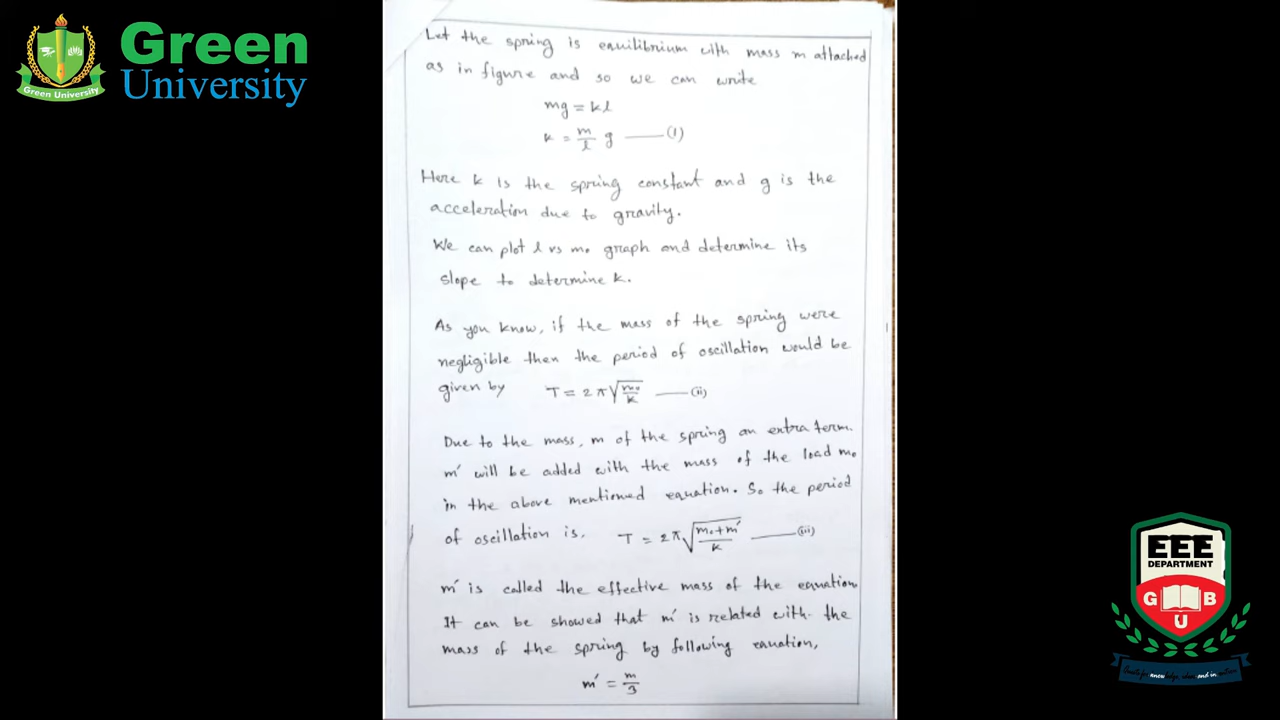 Green
University
Green University
Let the spring is equilibrium with mass m attached
as in figure and so we can write
mg = kl
k = m/l g ——(1)
Here k is the spring constant and g is the
acceleration due to gravity.
We can plot l vs m₀ graph and determine its
slope to determine k.
As you know, if the mass of the spring were
negligible then the period of oscillation would be
given by T = 2π√(m₀/k) ——(ii)
Due to the mass, m of the spring an extra term.
m′ will be added with the mass of the load m₀
in the above mentioned equation. So the period
of oscillation is, T = 2π√((m₀+m′)/k) ——(iii)
m′ is called the effective mass of the equation.
It can be showed that m′ is related with the
mass of the spring by following equation,
m′ = m/3
EEE
DEPARTMENT
G B
U